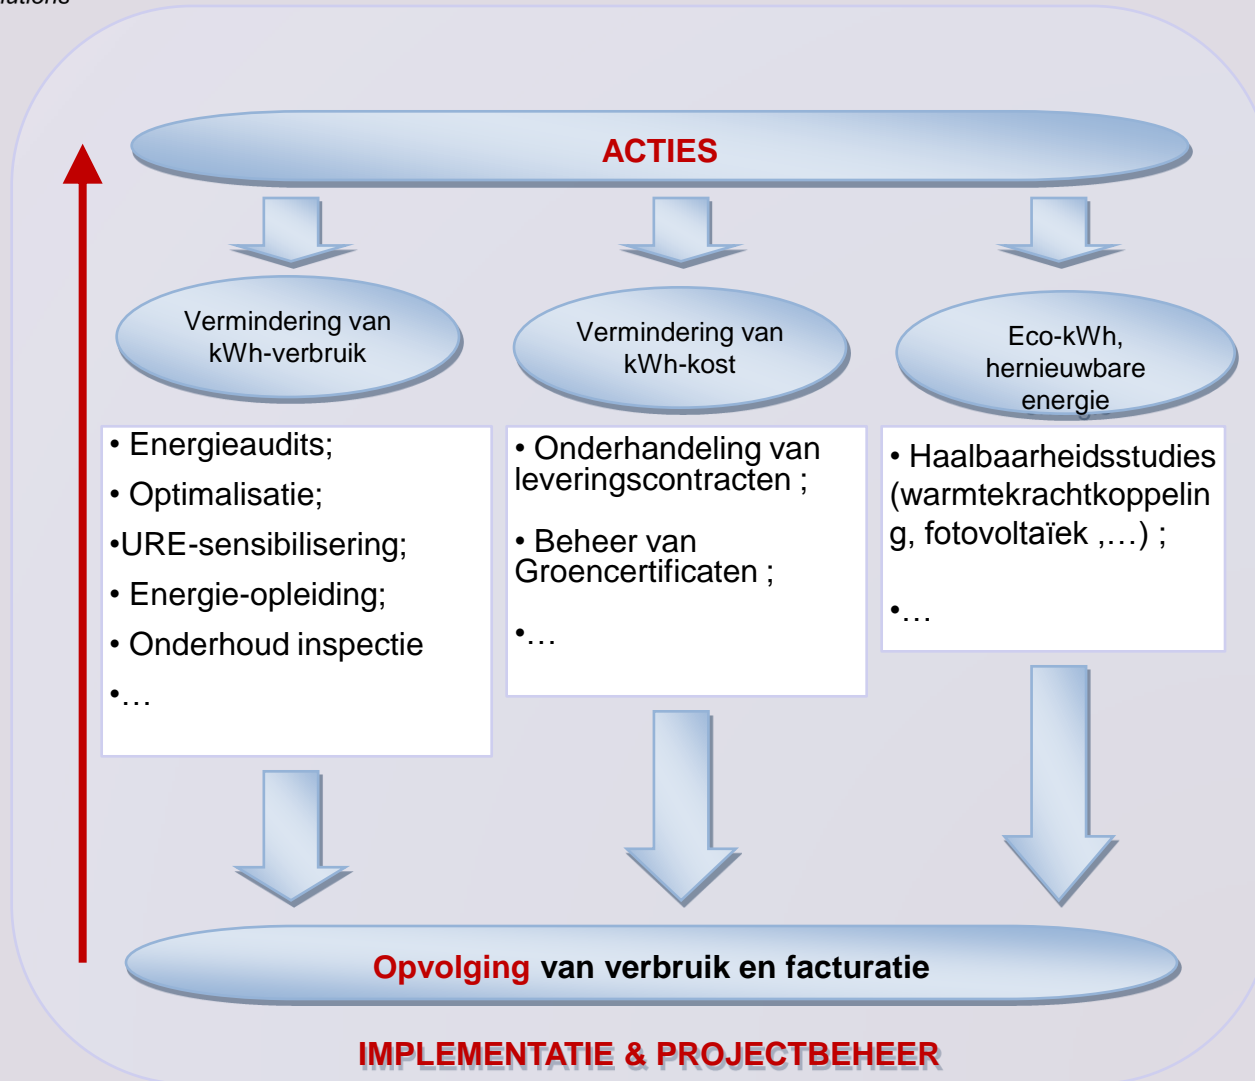 ACTIES
Vermindering van
kWh-verbruik
Vermindering van
kWh-kost
Eco-kWh,
hernieuwbare
energie
• Energieaudits;
• Optimalisatie;
•URE-sensibilisering;
• Energie-opleiding;
• Onderhoud inspectie
•…
• Onderhandeling van
leveringscontracten ;
• Beheer van
Groencertificaten ;
•…
• Haalbaarheidsstudies
(warmtekrachtkoppelin
g, fotovoltaïek ,…) ;
•…
Opvolging van verbruik en facturatie
IMPLEMENTATIE & PROJECTBEHEER